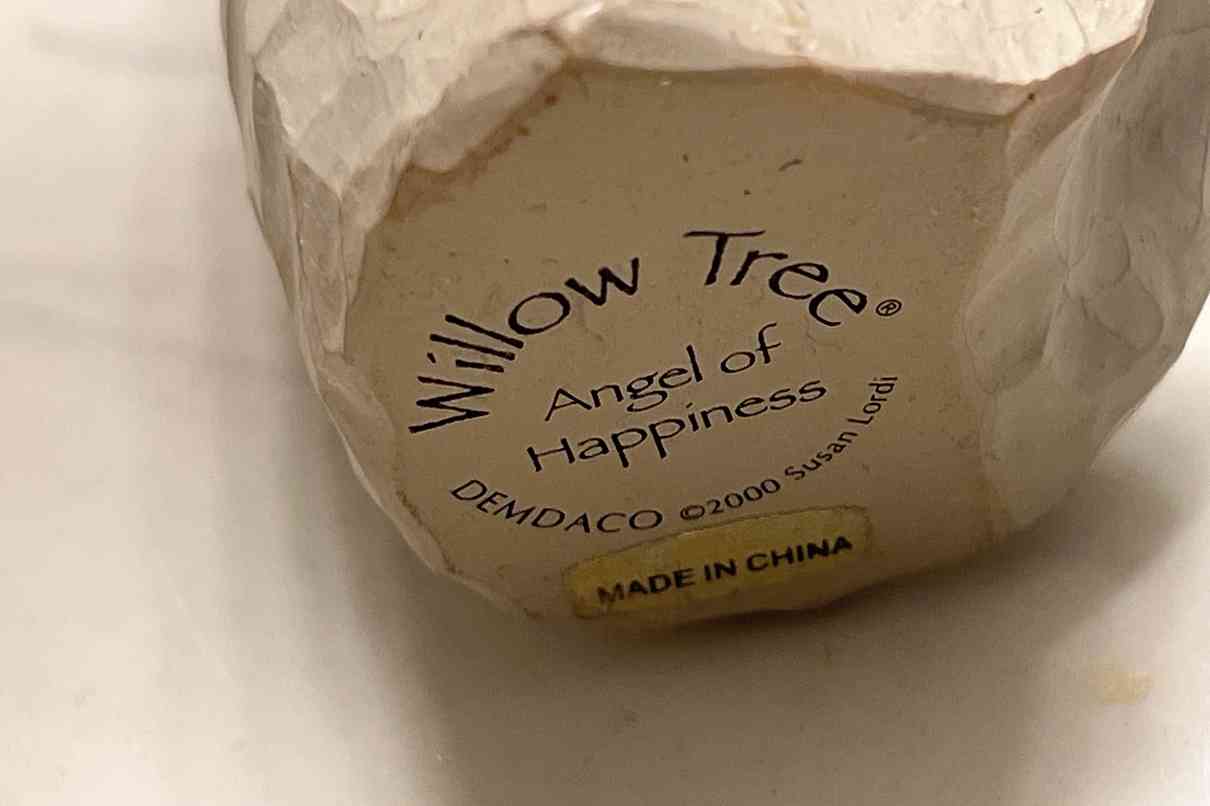 Willow Tree®
Angel of
Happiness
DEMDACO ©2000 Susan Lordi
MADE IN CHINA